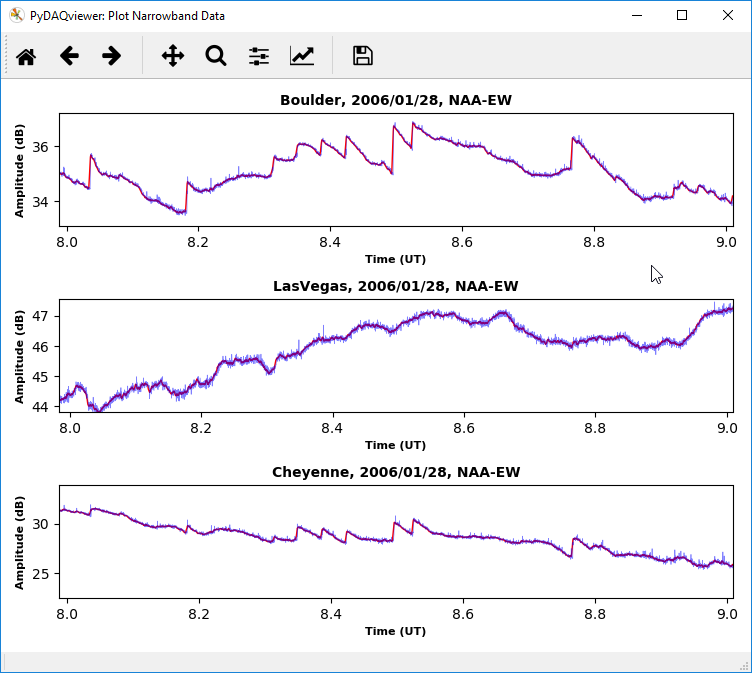 PyDAQviewer: Plot Narrowband Data
Boulder, 2006/01/28, NAA-EW
Amplitude (dB)
36
34
8.0 8.2 8.4 8.6 8.8 9.0
Time (UT)
LasVegas, 2006/01/28, NAA-EW
Amplitude (dB)
47
46
45
44
8.0 8.2 8.4 8.6 8.8 9.0
Time (UT)
Cheyenne, 2006/01/28, NAA-EW
Amplitude (dB)
30
25
8.0 8.2 8.4 8.6 8.8 9.0
Time (UT)